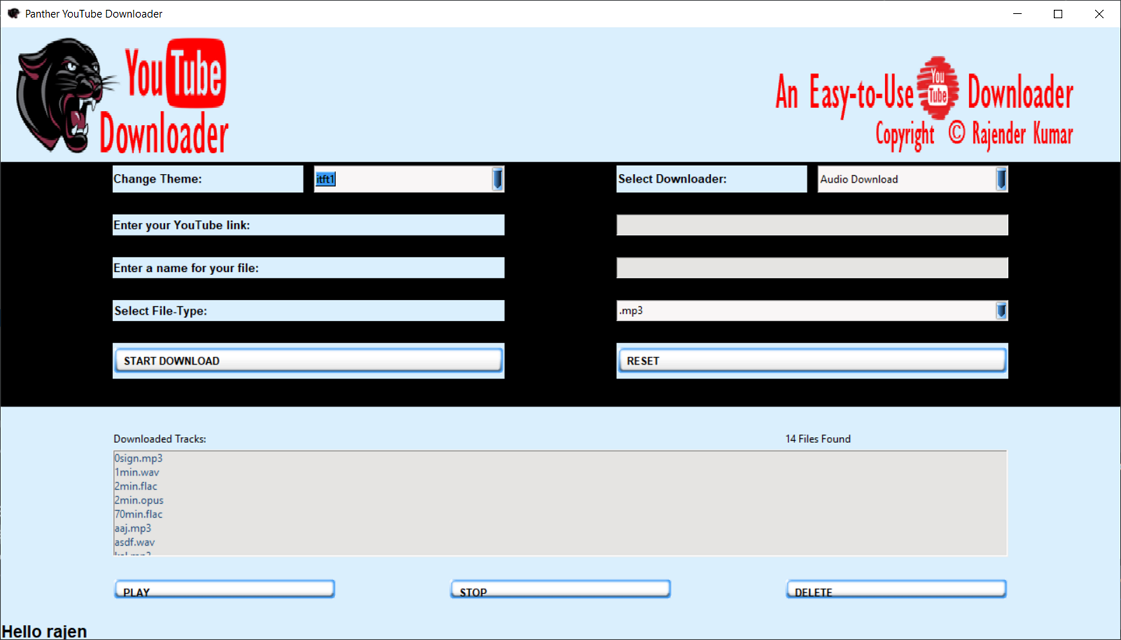 Panther YouTube Downloader
YouTube
Downloader
An Easy-to-Use YouTube Downloader
Copyright © Rajender Kumar
Change Theme: itft1 Select Downloader: Audio Download
Enter your YouTube link:
Enter a name for your file:
Select File-Type: .mp3
START DOWNLOAD RESET
Downloaded Tracks: 14 Files Found
0sign.mp3
1min.wav
2min.flac
2min.opus
70min.flac
aaj.mp3
asdf.wav
PLAY STOP DELETE
Hello rajen